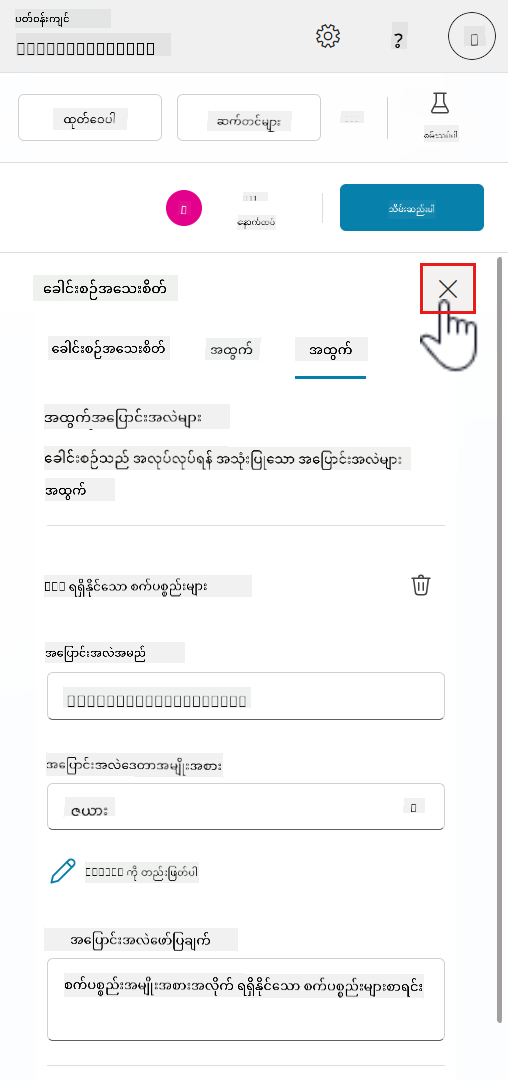 ပတ်ဝန်းကျင်
?
ထုတ်ဝေပါ
ဆက်တင်များ
...
စမ်းသပ်ပါ
နောက်ထပ်
သိမ်းဆည်းပါ
ခေါင်းစဉ်အသေးစိတ်
ခေါင်းစဉ်အသေးစိတ် အထွက် အထွက်
အထွက်အပြောင်းအလဲများ
ခေါင်းစဉ်သည် အလုပ်လုပ်ရန် အသုံးပြုသော အပြောင်းအလဲများ
အထွက်
ရရှိနိုင်သော စက်ပစ္စည်းများ
အပြောင်းအလဲအမည်
အပြောင်းအလဲဒေတာအမျိုးအစား
ဇယား
ကို တည်းဖြတ်ပါ
အပြောင်းအလဲဖော်ပြချက်
စက်ပစ္စည်းအမျိုးအစားအလိုက် ရရှိနိုင်သော စက်ပစ္စည်းများစာရင်း